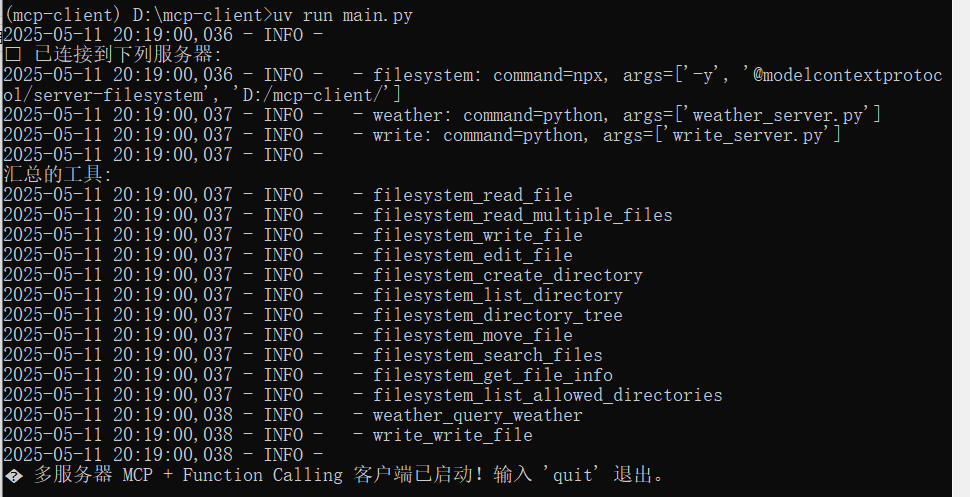 (mcp-client) D:\mcp-client>uv run main.py
2025-05-11 20:19:00,036 - INFO -
□ 已连接到下列服务器:
2025-05-11 20:19:00,036 - INFO -   - filesystem: command=npx, args=['-y', '@modelcontextprotoc
ol/server-filesystem', 'D:/mcp-client/']
2025-05-11 20:19:00,037 - INFO -   - weather: command=python, args=['weather_server.py']
2025-05-11 20:19:00,037 - INFO -   - write: command=python, args=['write_server.py']
2025-05-11 20:19:00,037 - INFO -
汇总的工具:
2025-05-11 20:19:00,037 - INFO -   - filesystem_read_file
2025-05-11 20:19:00,037 - INFO -   - filesystem_read_multiple_files
2025-05-11 20:19:00,037 - INFO -   - filesystem_write_file
2025-05-11 20:19:00,037 - INFO -   - filesystem_edit_file
2025-05-11 20:19:00,037 - INFO -   - filesystem_create_directory
2025-05-11 20:19:00,037 - INFO -   - filesystem_list_directory
2025-05-11 20:19:00,037 - INFO -   - filesystem_directory_tree
2025-05-11 20:19:00,037 - INFO -   - filesystem_move_file
2025-05-11 20:19:00,037 - INFO -   - filesystem_search_files
2025-05-11 20:19:00,037 - INFO -   - filesystem_get_file_info
2025-05-11 20:19:00,037 - INFO -   - filesystem_list_allowed_directories
2025-05-11 20:19:00,038 - INFO -   - weather_query_weather
2025-05-11 20:19:00,038 - INFO -   - write_write_file
2025-05-11 20:19:00,038 - INFO -
� 多服务器 MCP + Function Calling 客户端已启动！输入 'quit' 退出。